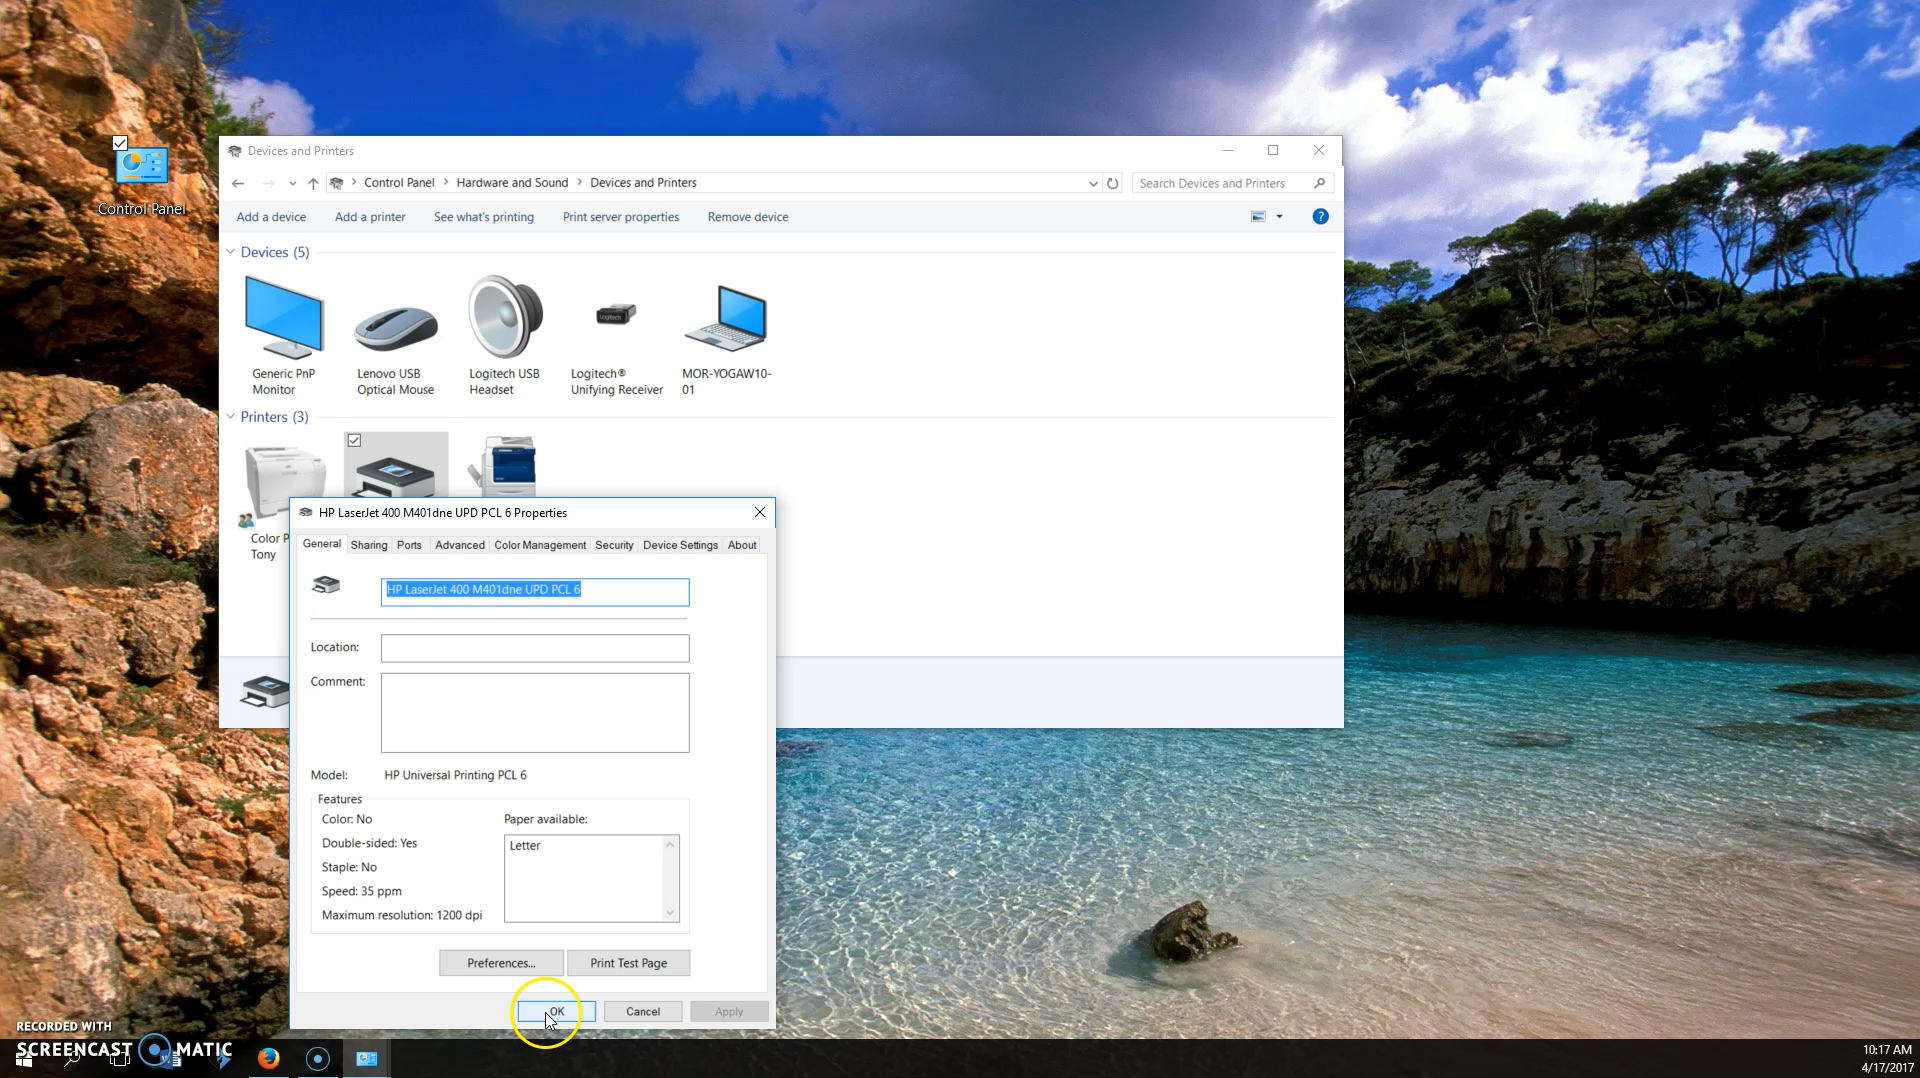 Control Panel
Devices and Printers
Control Panel > Hardware and Sound > Devices and Printers
Search Devices and Printers
Add a device
Add a printer
See what's printing
Print server properties
Remove device
?
Devices (5)
Generic PnP
Monitor
Lenovo USB
Optical Mouse
Logitech USB
Headset
Logitech
Logitech®
Unifying Receiver
MOR-YOGAW10-
01
Printers (3)
Color P
Tony
HP LaserJet 400 M401dne UPD PCL 6 Properties
General
Sharing
Ports
Advanced
Color Management
Security
Device Settings
About
HP LaserJet 400 M401dne UPD PCL 6
Location:
Comment:
Model:
HP Universal Printing PCL 6
Features
Color: No
Double-sided: Yes
Staple: No
Speed: 35 ppm
Maximum resolution: 1200 dpi
Paper available:
Letter
Preferences...
Print Test Page
OK
Cancel
Apply
RECORDED WITH
SCREENCAST MATIC
10:17 AM
4/17/2017